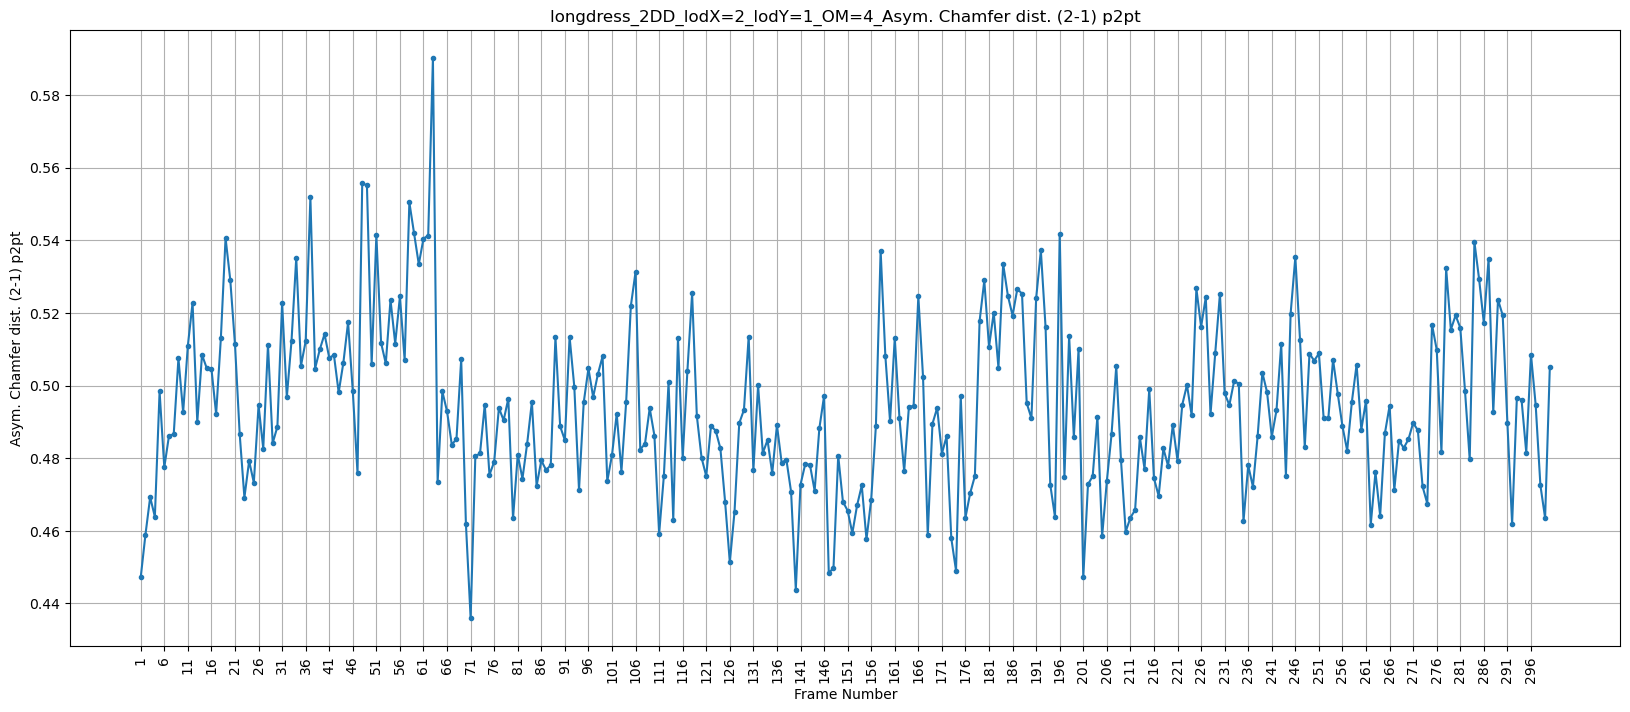 longdress_2DD_lodX=2_lodY=1_OM=4_Asym. Chamfer dist. (2-1) p2pt
Asym. Chamfer dist. (2-1) p2pt
0.58
0.56
0.54
0.52
0.50
0.48
0.46
0.44
1 6 11 16 21 26 31 36 41 46 51 56 61 66 71 76 81 86 91 96 101 106 111 116 121 126 131 136 141 146 151 156 161 166 171 176 181 186 191 196 201 206 211 216 221 226 231 236 241 246 251 256 261 266 271 276 281 286 291 296
Frame Number